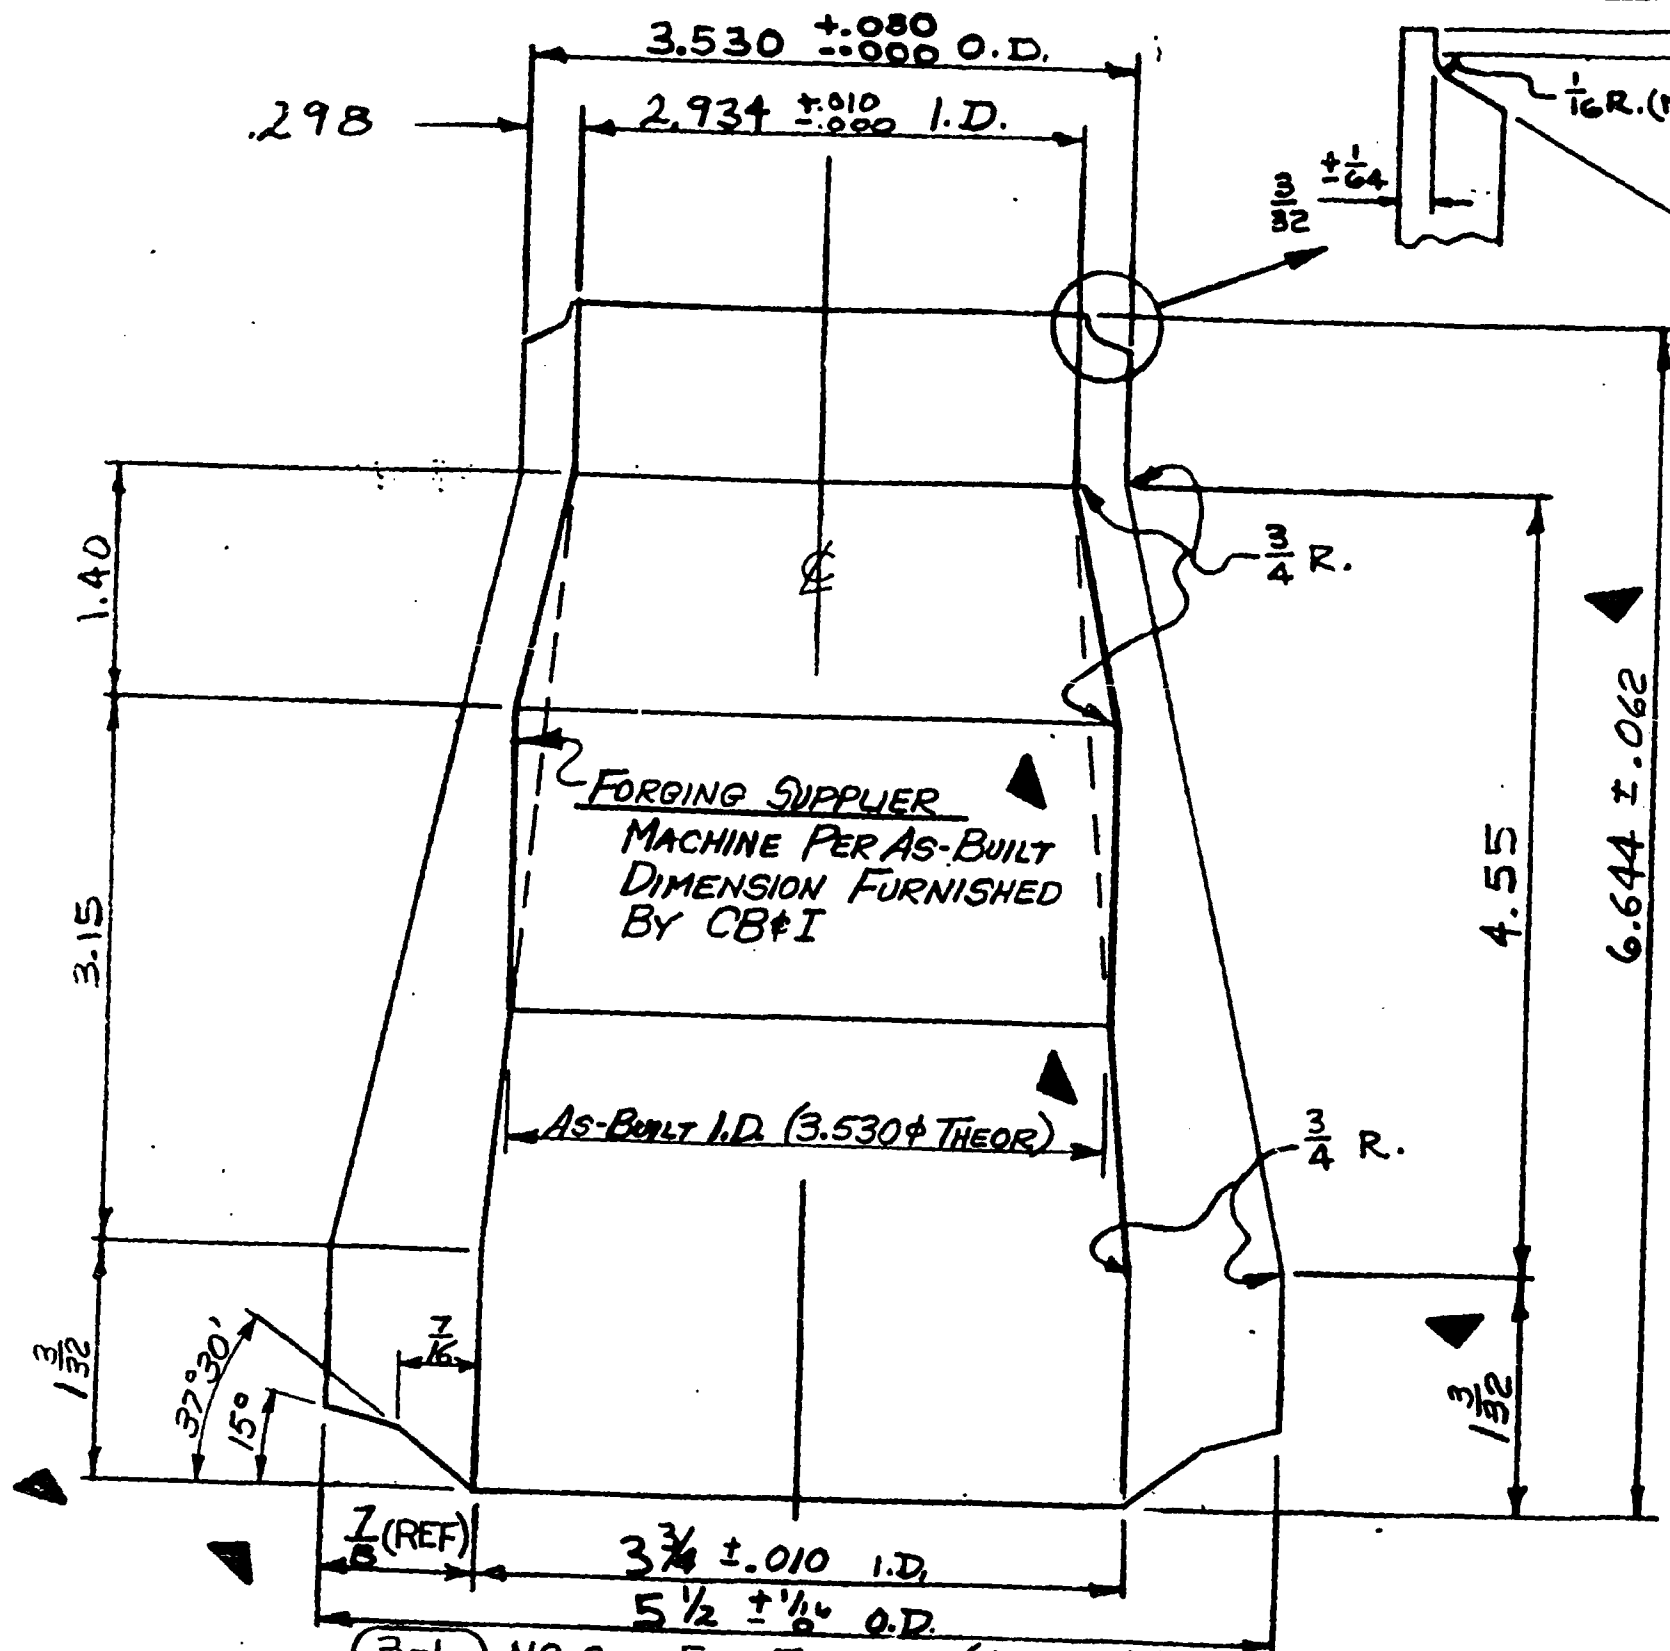 3.530 +.080 -.000 O.D.
.298
2.934 +.010 -.000 I.D.
1/16 R.
3/32 ± 1/64
3/4 R.
1.40
℄
6.644 ± .062
FORGING SUPPLIER
MACHINE PER AS-BUILT
DIMENSION FURNISHED
BY CB&I
4.55
3.15
AS-BUILT I.D. (3.530 φ THEOR)
3/4 R.
1 3/32
37°30'
15°
7/16
1 3/32
7/8 (REF)
3 3/4 ± .010 I.D.
5 1/2 ± 1/16 O.D.